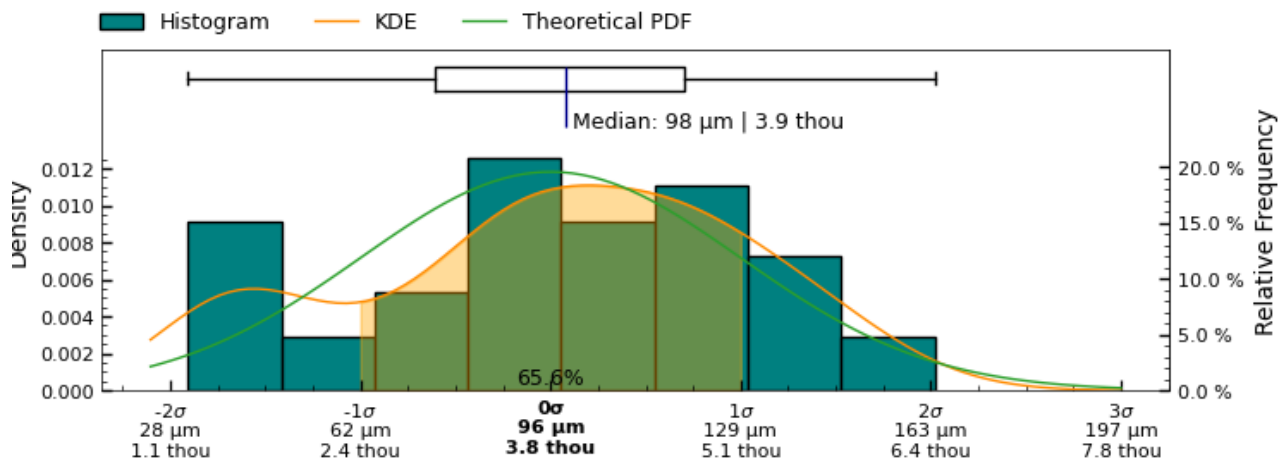 Histogram KDE Theoretical PDF
Median: 98 μm | 3.9 thou
Density
Relative Frequency
0.012
0.010
0.008
0.006
0.004
0.002
0.000
20.0 %
15.0 %
10.0 %
5.0 %
0.0 %
65.6%
-2σ -1σ 0σ 1σ 2σ 3σ
28 μm 62 μm 96 μm 129 μm 163 μm 197 μm
1.1 thou 2.4 thou 3.8 thou 5.1 thou 6.4 thou 7.8 thou